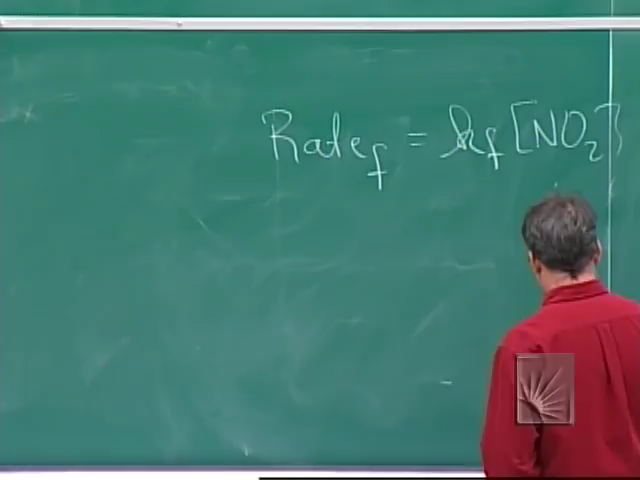 Rate_f = k_f [NO₂]